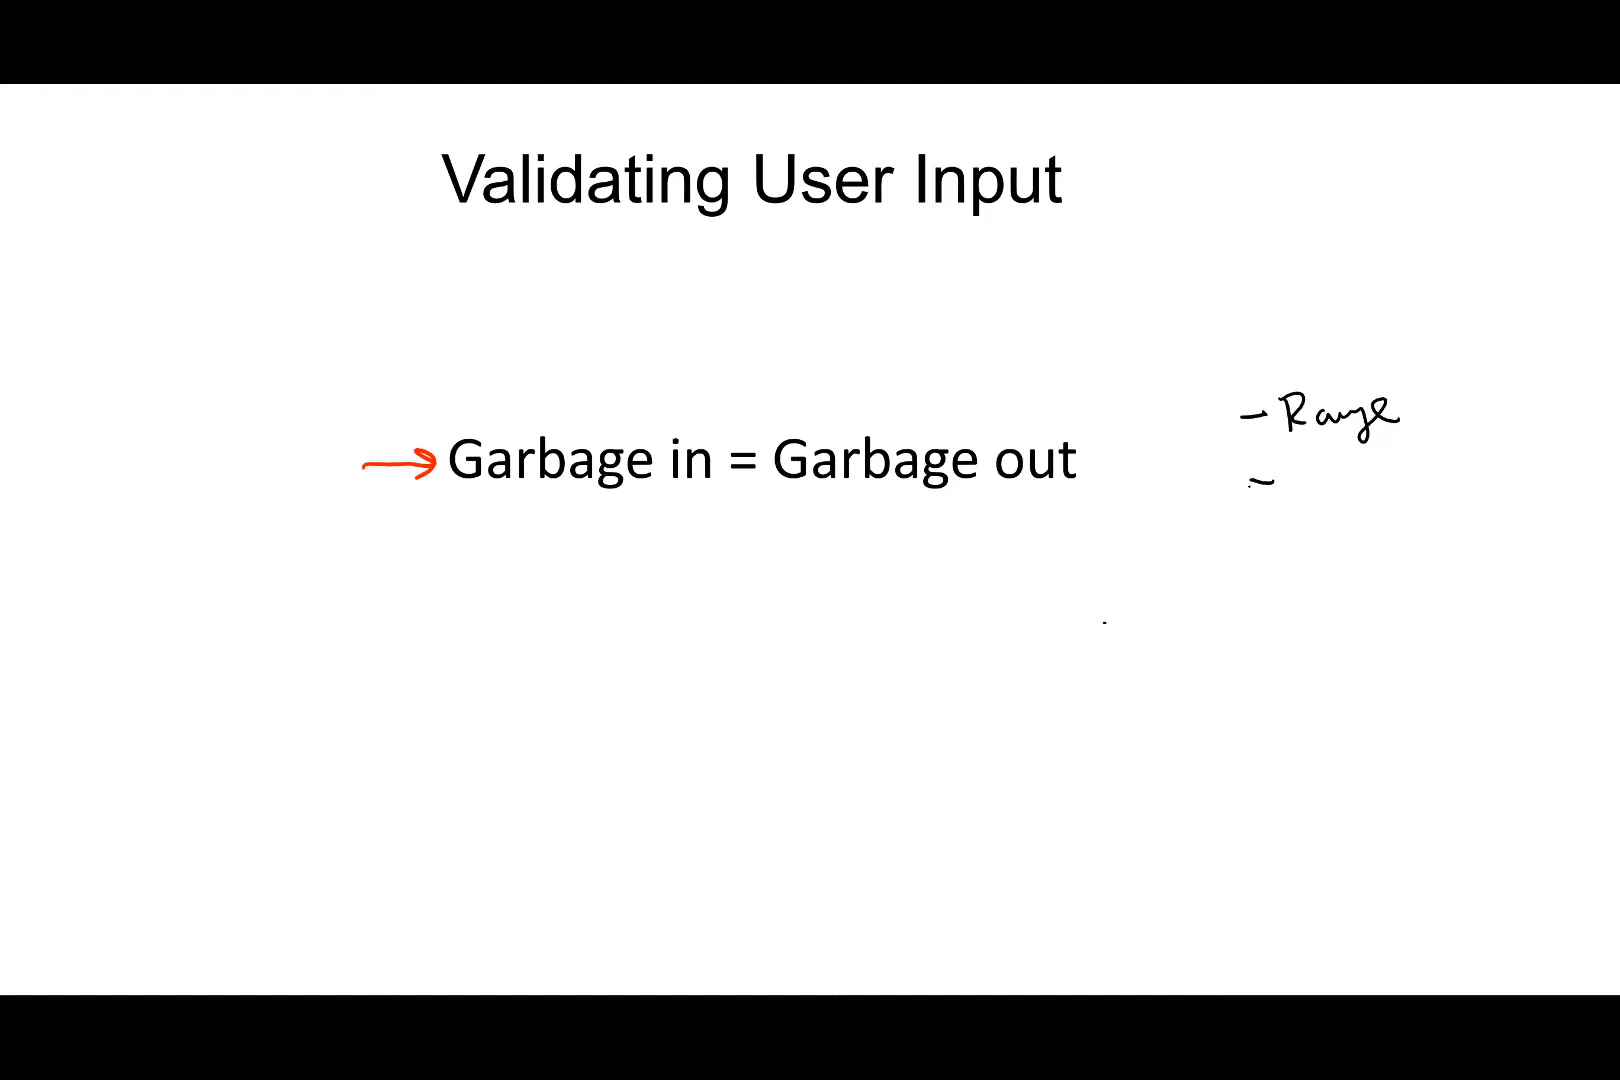 Validating User Input
Garbage in = Garbage out
- Range
-